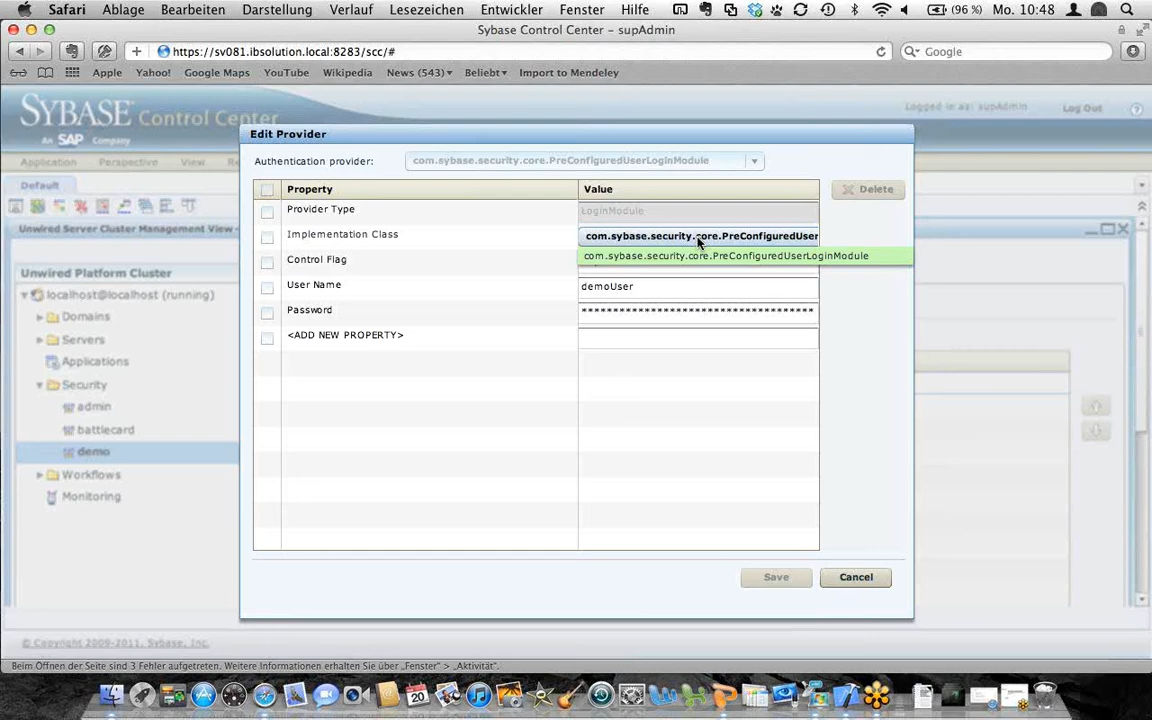 Safari Ablage Bearbeiten Darstellung Verlauf Lesezeichen Entwickler Fenster Hilfe (96 %) Mo. 10:48
Sybase Control Center – supAdmin
https://sv081.ibsolution.local:8283/scc/# Google
Apple Yahoo! Google Maps YouTube Wikipedia News (543) Beliebt Import to Mendeley
SYBASE Control Center
An SAP Company
Logged in as: supAdmin Log Out
Application Perspective View
Default
Unwired Server Cluster Management View -
Unwired Platform Cluster
localhost@localhost (running)
Domains
Servers
Applications
Security
admin
battlecard
demo
Workflows
Monitoring
Edit Provider
Authentication provider: com.sybase.security.core.PreConfiguredUserLoginModule
Property Value Delete
Provider Type LoginModule
Implementation Class com.sybase.security.core.PreConfiguredUser
com.sybase.security.core.PreConfiguredUserLoginModule
Control Flag
User Name demoUser
Password *************************************
<ADD NEW PROPERTY>
Save Cancel
Copyright 2009-2011, Sybase, Inc.
Beim Öffnen der Seite sind 3 Fehler aufgetreten. Weitere Informationen erhalten Sie über „Fenster" > „Aktivität".
20